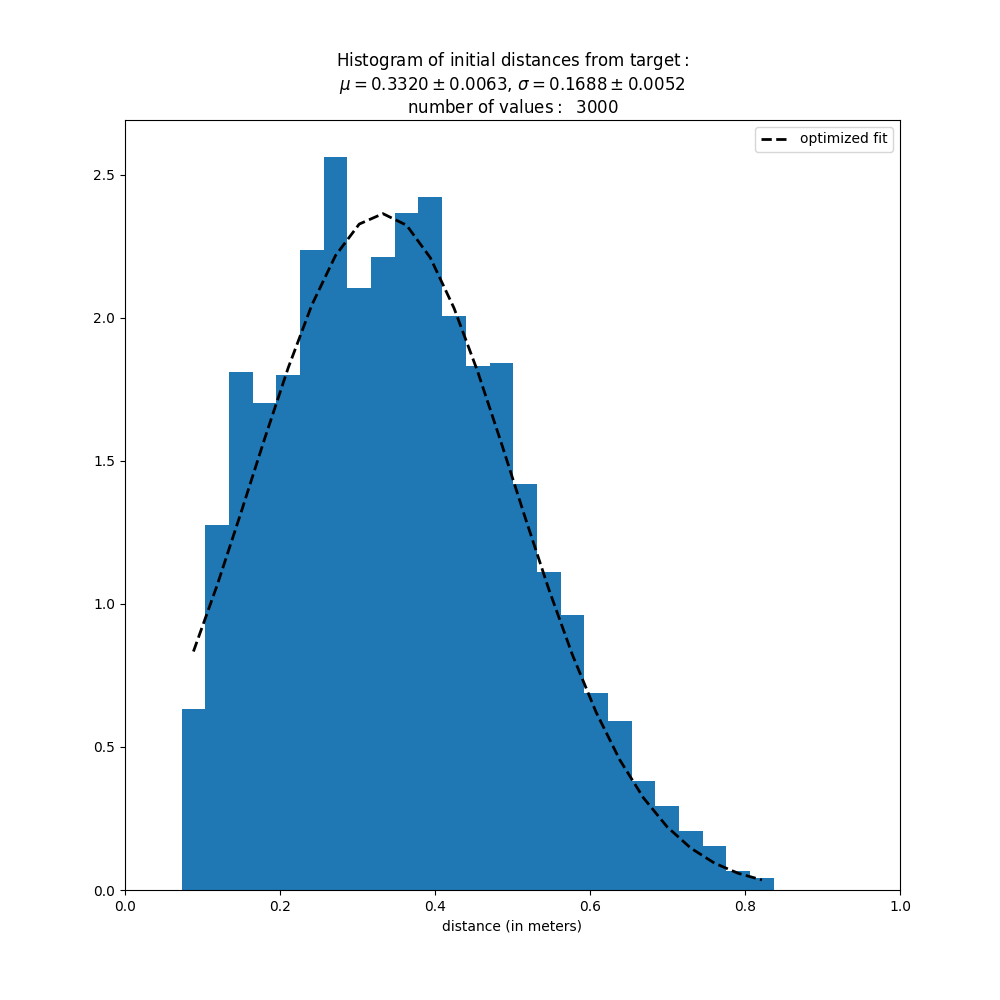 Histogram of initial distances from target:
μ = 0.3320 ± 0.0063, σ = 0.1688 ± 0.0052
number of values: 3000
optimized fit
2.5
2.0
1.5
1.0
0.5
0.0
0.0 0.2 0.4 0.6 0.8 1.0
distance (in meters)